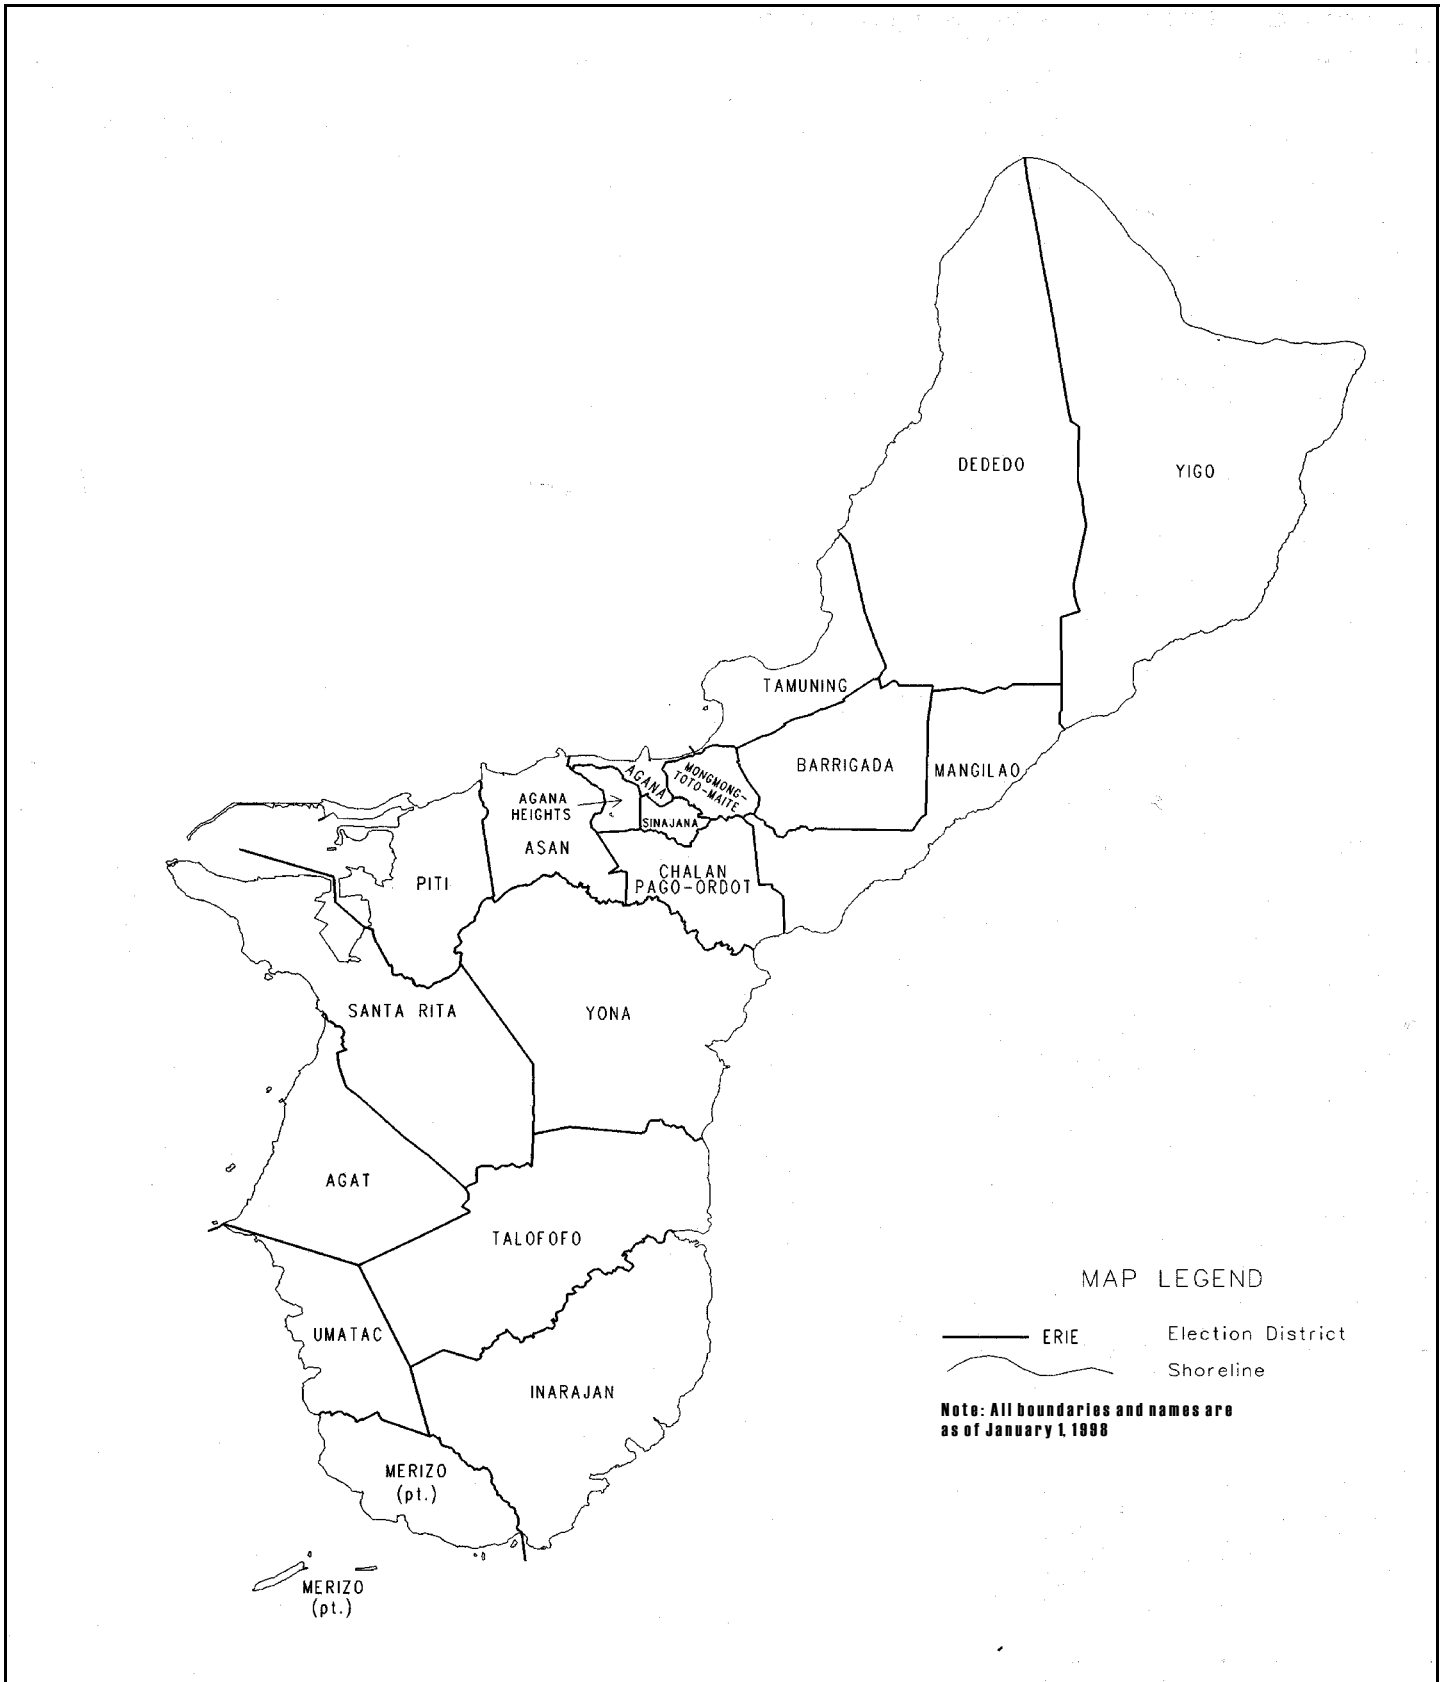 DEDEDO
YIGO
TAMUNING
BARRIGADA
MANGILAO
AGANA
MONGMONG-
TOTO-MAITE
AGANA
HEIGHTS
SINAJANA
ASAN
CHALAN
PAGO-ORDOT
PITI
SANTA RITA
YONA
AGAT
TALOFOFO
UMATAC
INARAJAN
MERIZO
(pt.)
MERIZO
(pt.)
MAP LEGEND
ERIE Election District
Shoreline
Note: All boundaries and names are
as of January 1, 1998